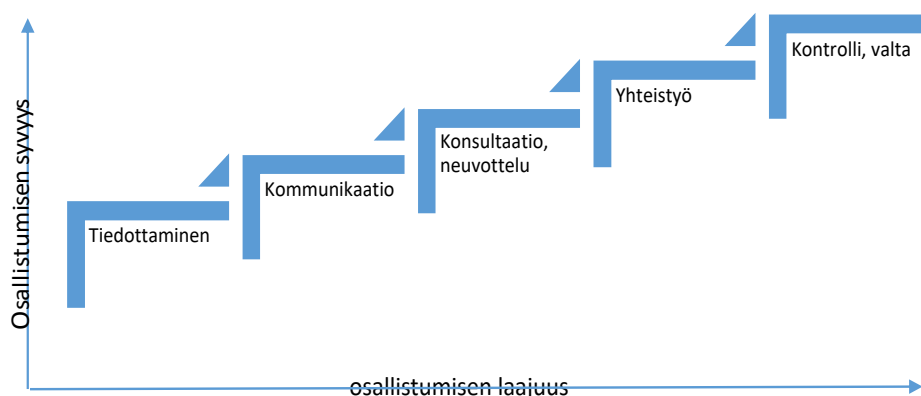 Kontrolli, valta
Yhteistyö
Konsultaatio,
neuvottelu
Kommunikaatio
Tiedottaminen
Osallistumisen syvyys
osallistumisen laajuus